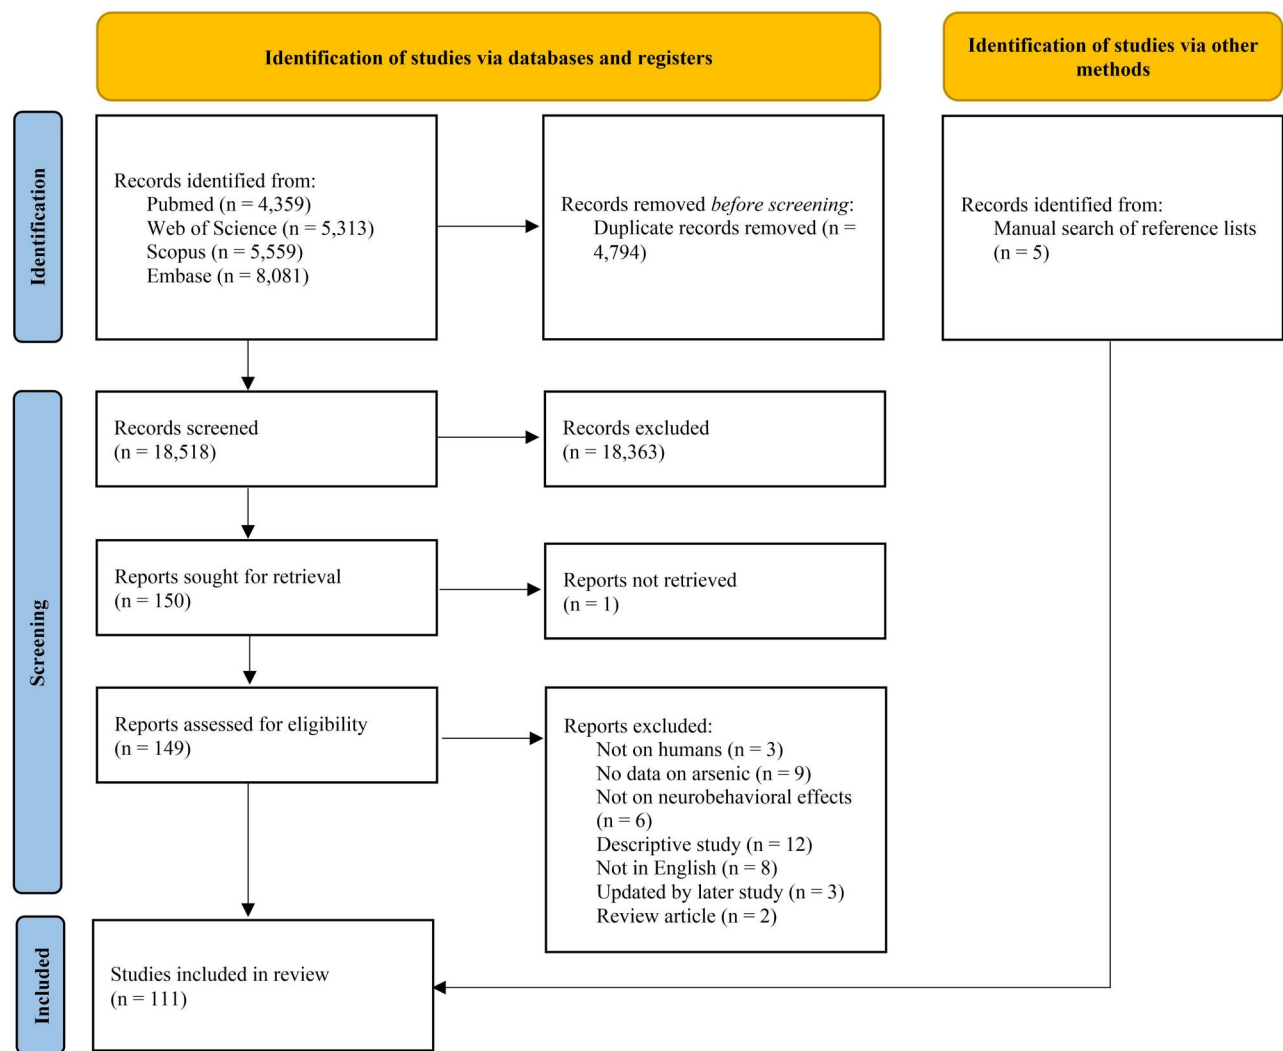 Identification of studies via databases and registers
Identification of studies via other
methods
Identification
Records identified from:
Pubmed (n = 4,359)
Web of Science (n = 5,313)
Scopus (n = 5,559)
Embase (n = 8,081)
Records removed before screening:
Duplicate records removed (n =
4,794)
Records identified from:
Manual search of reference lists
(n = 5)
Screening
Records screened
(n = 18,518)
Records excluded
(n = 18,363)
Reports sought for retrieval
(n = 150)
Reports not retrieved
(n = 1)
Reports assessed for eligibility
(n = 149)
Reports excluded:
Not on humans (n = 3)
No data on arsenic (n = 9)
Not on neurobehavioral effects
(n = 6)
Descriptive study (n = 12)
Not in English (n = 8)
Updated by later study (n = 3)
Review article (n = 2)
Included
Studies included in review
(n = 111)